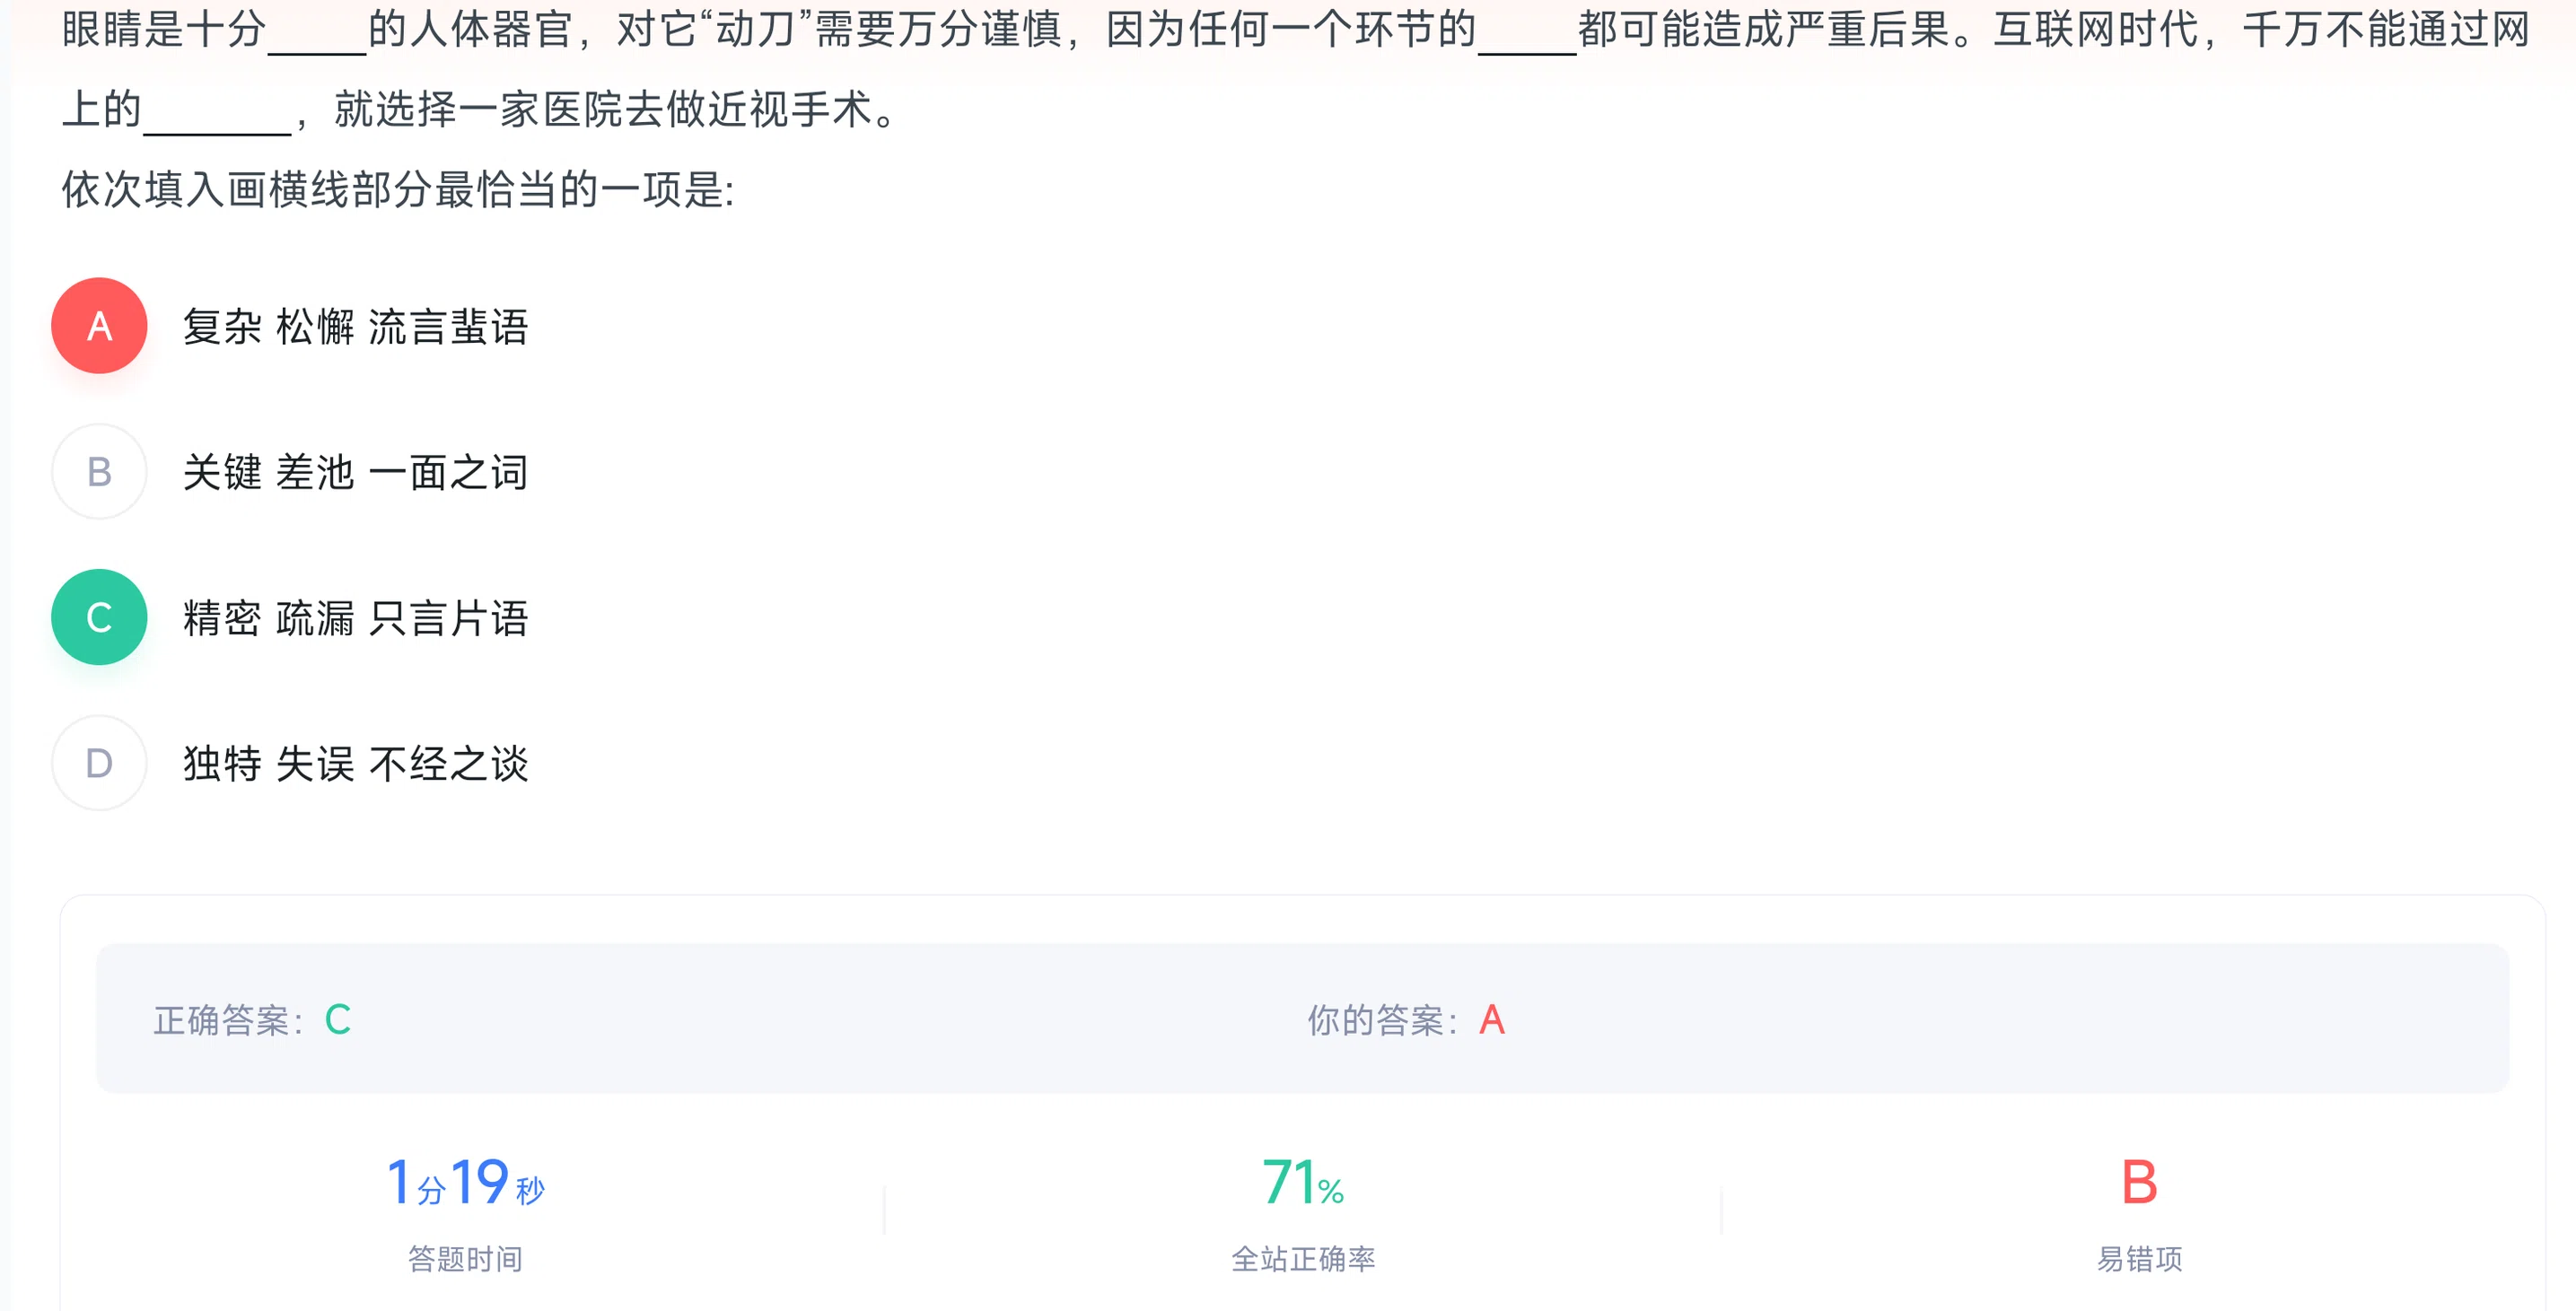 眼睛是十分____的人体器官，对它“动刀”需要万分谨慎，因为任何一个环节的____都可能造成严重后果。互联网时代，千万不能通过网
上的______，就选择一家医院去做近视手术。
依次填入画横线部分最恰当的一项是:
A 复杂 松懈 流言蜚语
B 关键 差池 一面之词
C 精密 疏漏 只言片语
D 独特 失误 不经之谈
正确答案：C 你的答案：A
1分19秒 71% B
答题时间 全站正确率 易错项